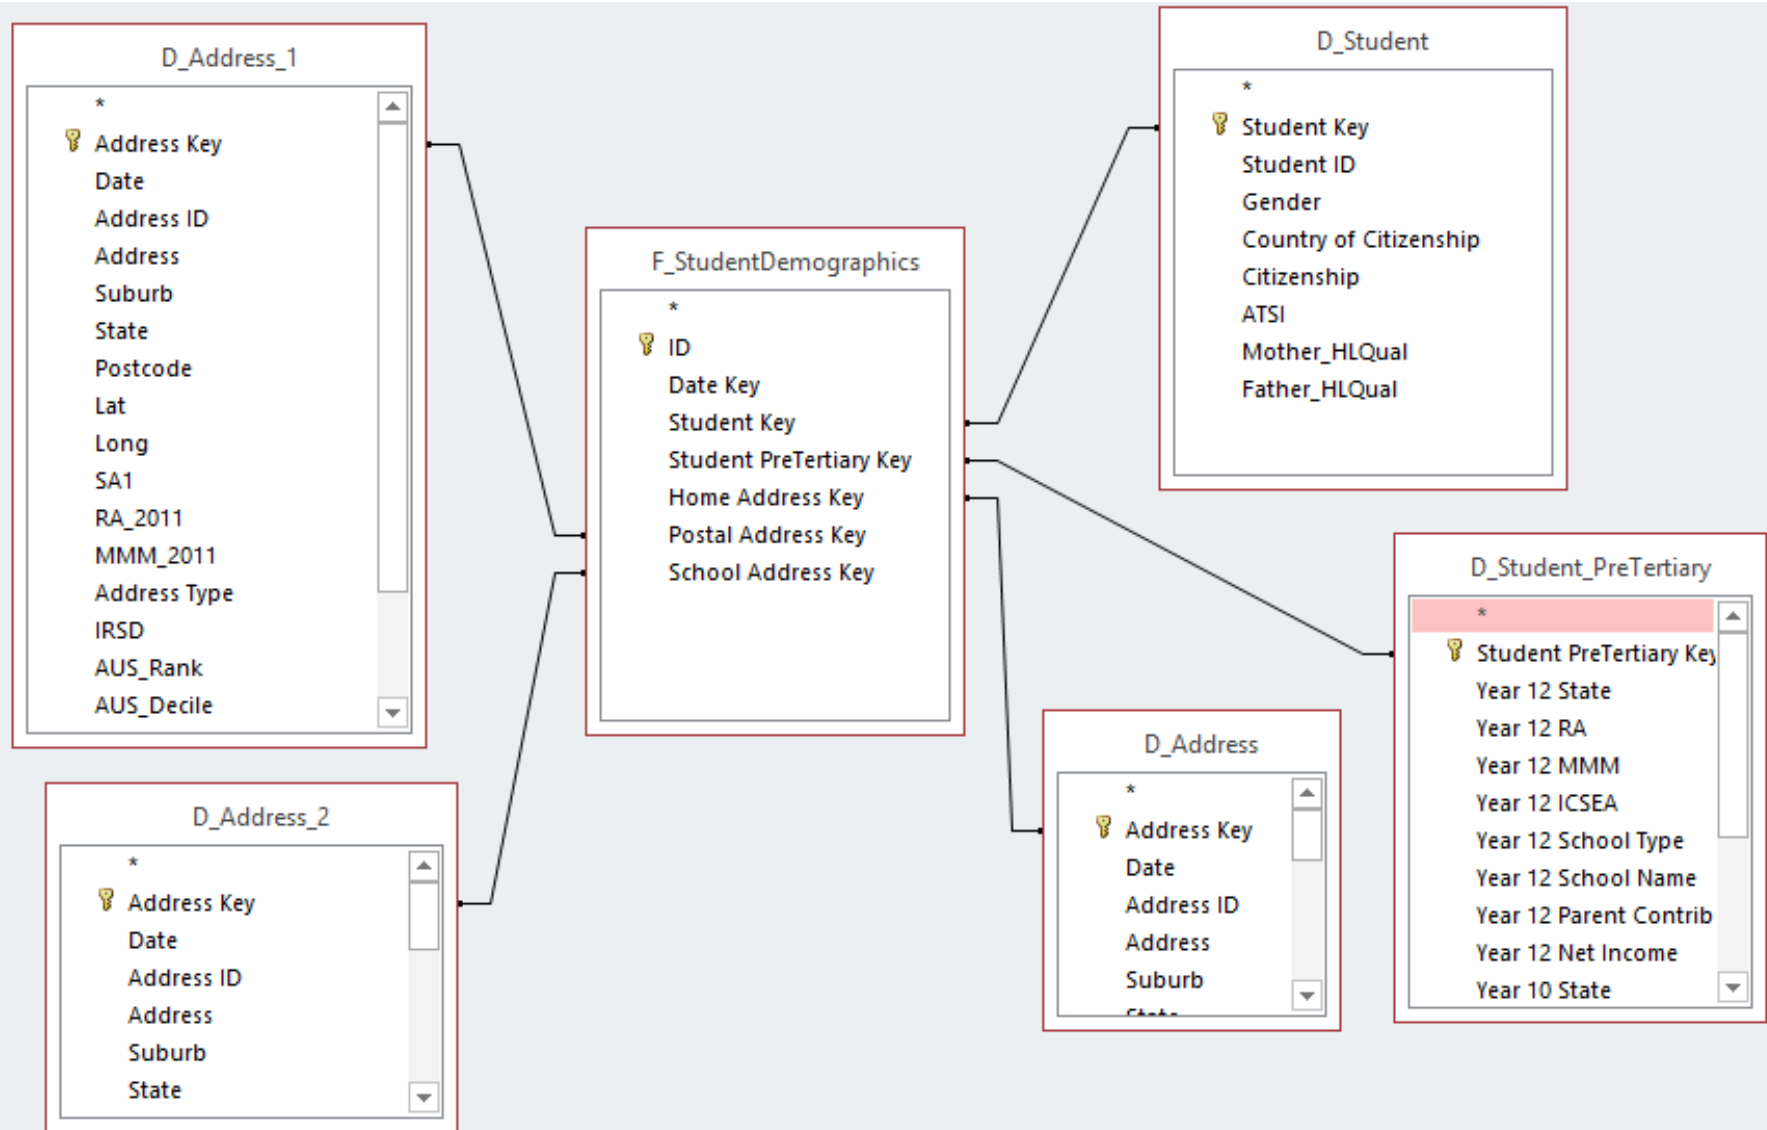 D_Address_1
*
Address Key
Date
Address ID
Address
Suburb
State
Postcode
Lat
Long
SA1
RA_2011
MMM_2011
Address Type
IRSD
AUS_Rank
AUS_Decile
D_Address_2
*
Address Key
Date
Address ID
Address
Suburb
State
F_StudentDemographics
*
ID
Date Key
Student Key
Student PreTertiary Key
Home Address Key
Postal Address Key
School Address Key
D_Student
*
Student Key
Student ID
Gender
Country of Citizenship
Citizenship
ATSI
Mother_HLQual
Father_HLQual
D_Address
*
Address Key
Date
Address ID
Address
Suburb
State
D_Student_PreTertiary
*
Student PreTertiary Key
Year 12 State
Year 12 RA
Year 12 MMM
Year 12 ICSEA
Year 12 School Type
Year 12 School Name
Year 12 Parent Contrib
Year 12 Net Income
Year 10 State